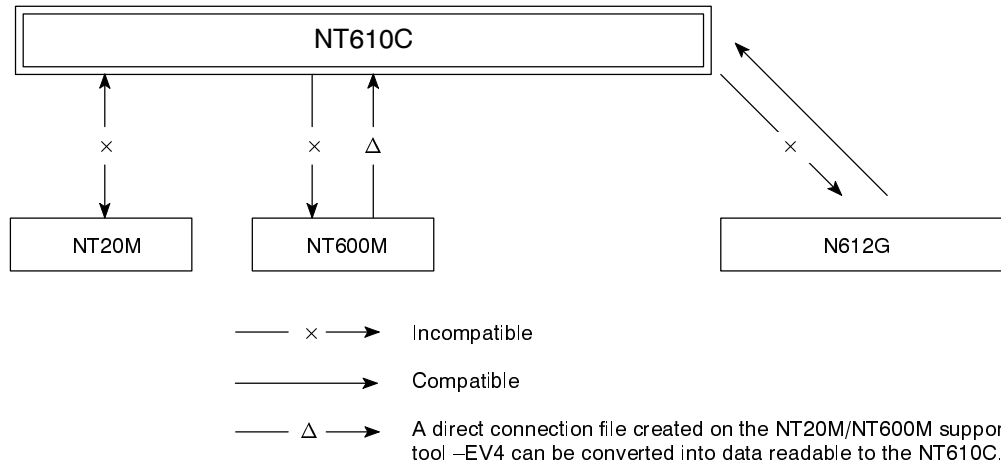 NT610C
×
×
Δ
×
NT20M
NT600M
N612G
× Incompatible
Compatible
Δ A direct connection file created on the NT20M/NT600M suppor
tool –EV4 can be converted into data readable to the NT610C.